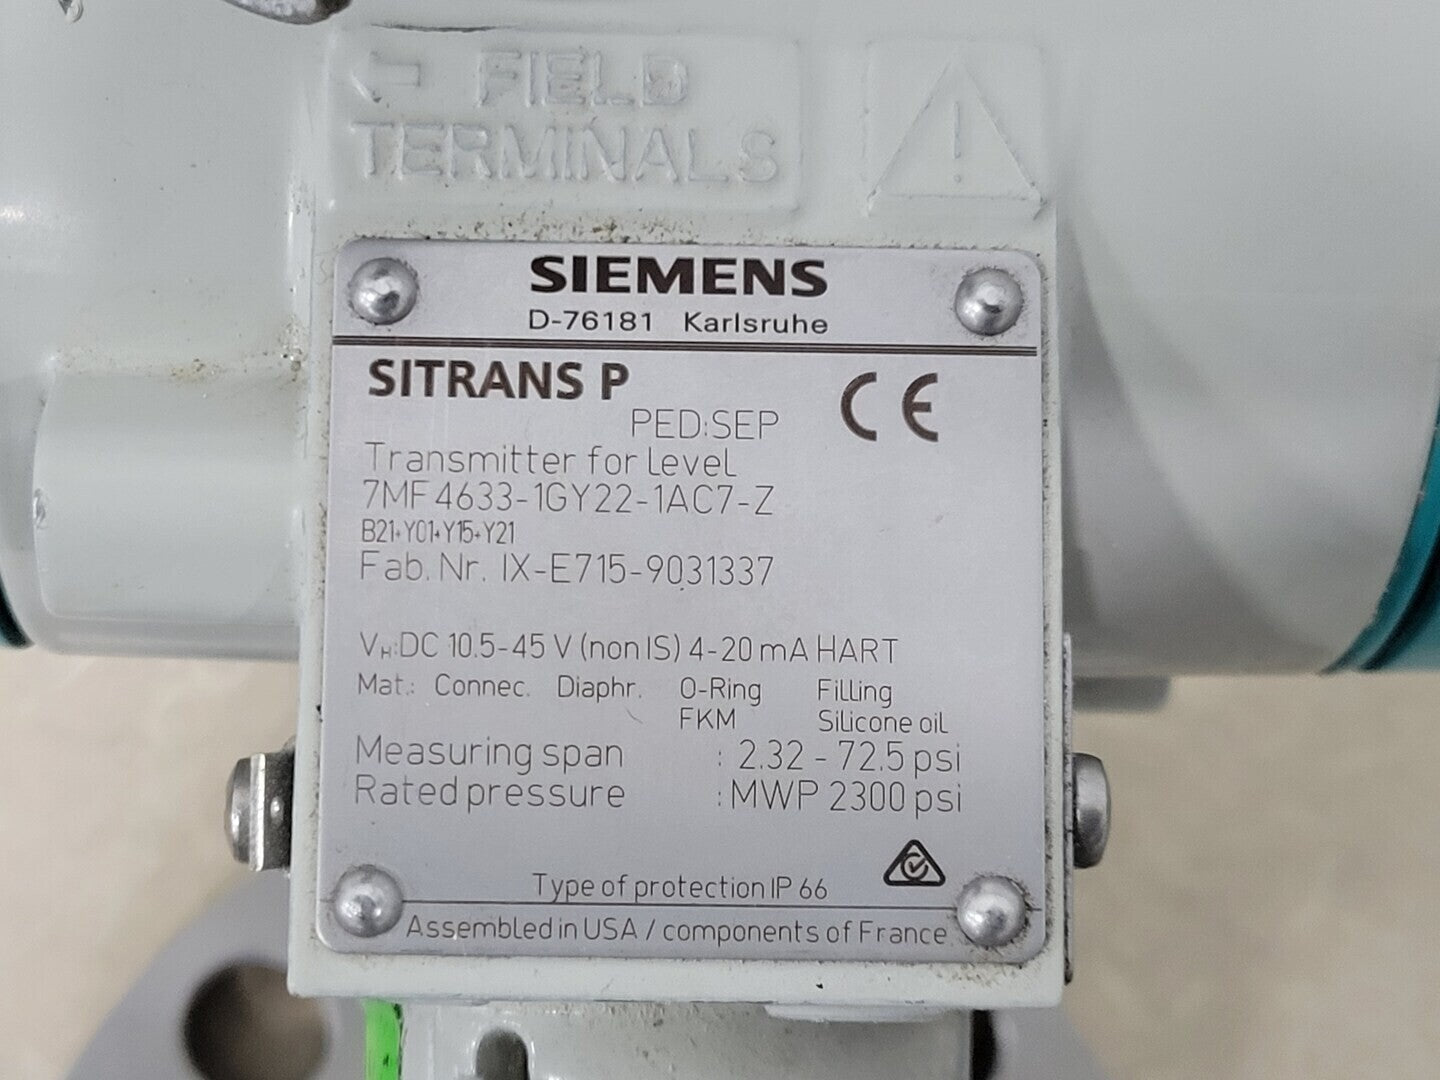 ← FIELD
TERMINALS
!
SIEMENS
D-76181 Karlsruhe
SITRANS P
PED:SEP
CE
Transmitter for Level
7MF4633-1GY22-1AC7-Z
B21+Y01+Y15+Y21
Fab. Nr. IX-E715-9031337
VH:DC 10.5-45 V (non IS) 4-20 mA HART
Mat.: Connec. Diaphr. O-Ring Filling
FKM Silicone oil
Measuring span : 2.32 - 72.5 psi
Rated pressure : MWP 2300 psi
Type of protection IP 66
Assembled in USA / components of France